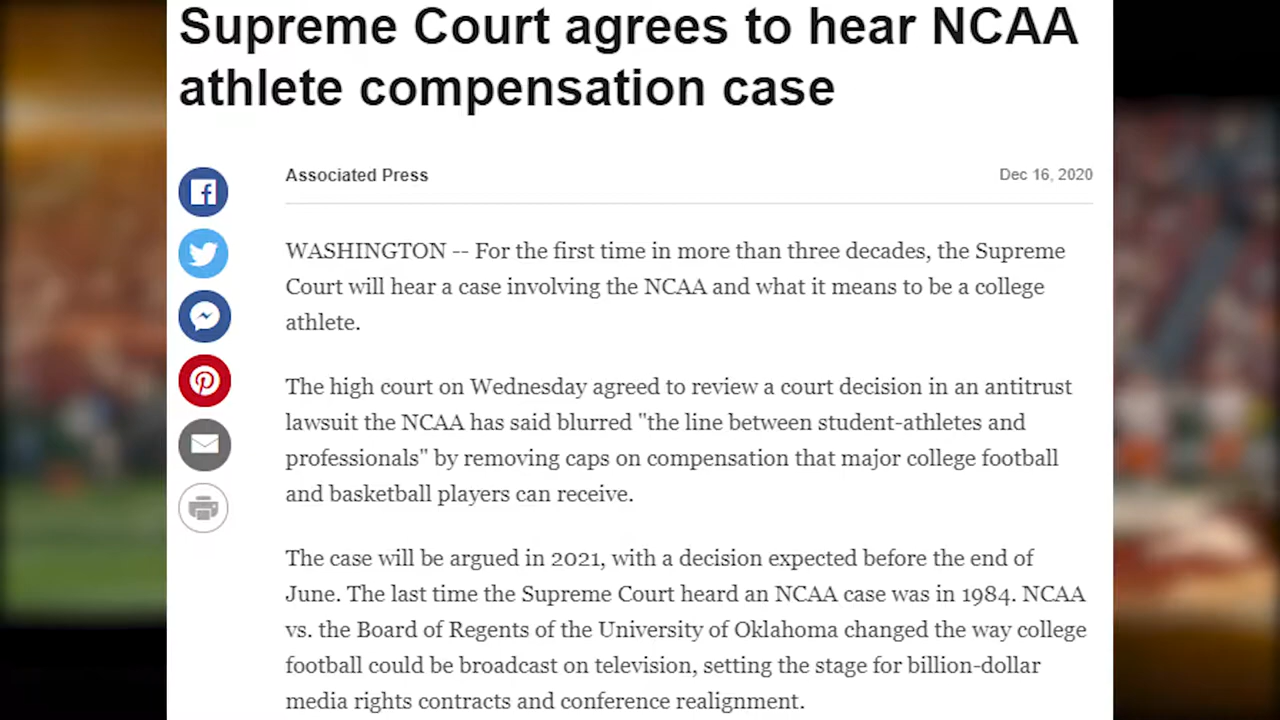 Supreme Court agrees to hear NCAA
athlete compensation case
Associated Press
Dec 16, 2020
WASHINGTON -- For the first time in more than three decades, the Supreme
Court will hear a case involving the NCAA and what it means to be a college
athlete.
The high court on Wednesday agreed to review a court decision in an antitrust
lawsuit the NCAA has said blurred "the line between student-athletes and
professionals" by removing caps on compensation that major college football
and basketball players can receive.
The case will be argued in 2021, with a decision expected before the end of
June. The last time the Supreme Court heard an NCAA case was in 1984. NCAA
vs. the Board of Regents of the University of Oklahoma changed the way college
football could be broadcast on television, setting the stage for billion-dollar
media rights contracts and conference realignment.